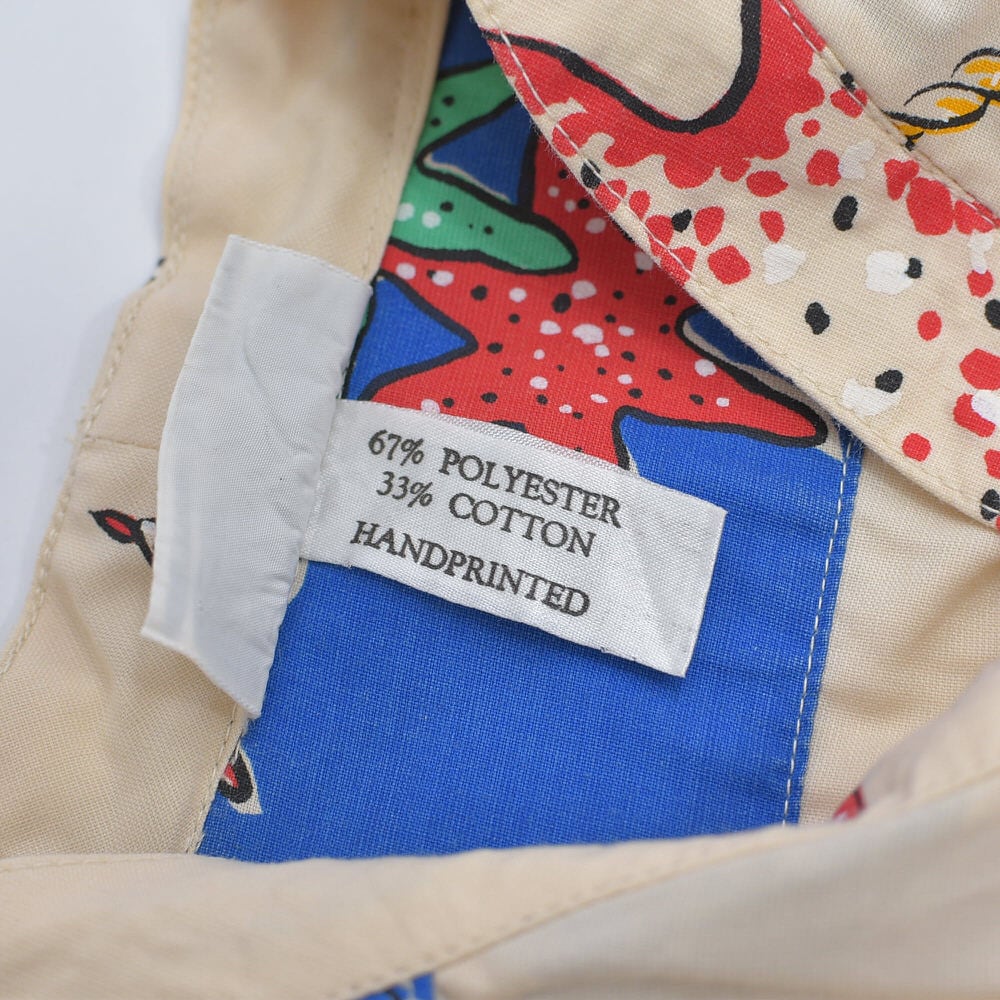 67% POLYESTER
33% COTTON
HANDPRINTED